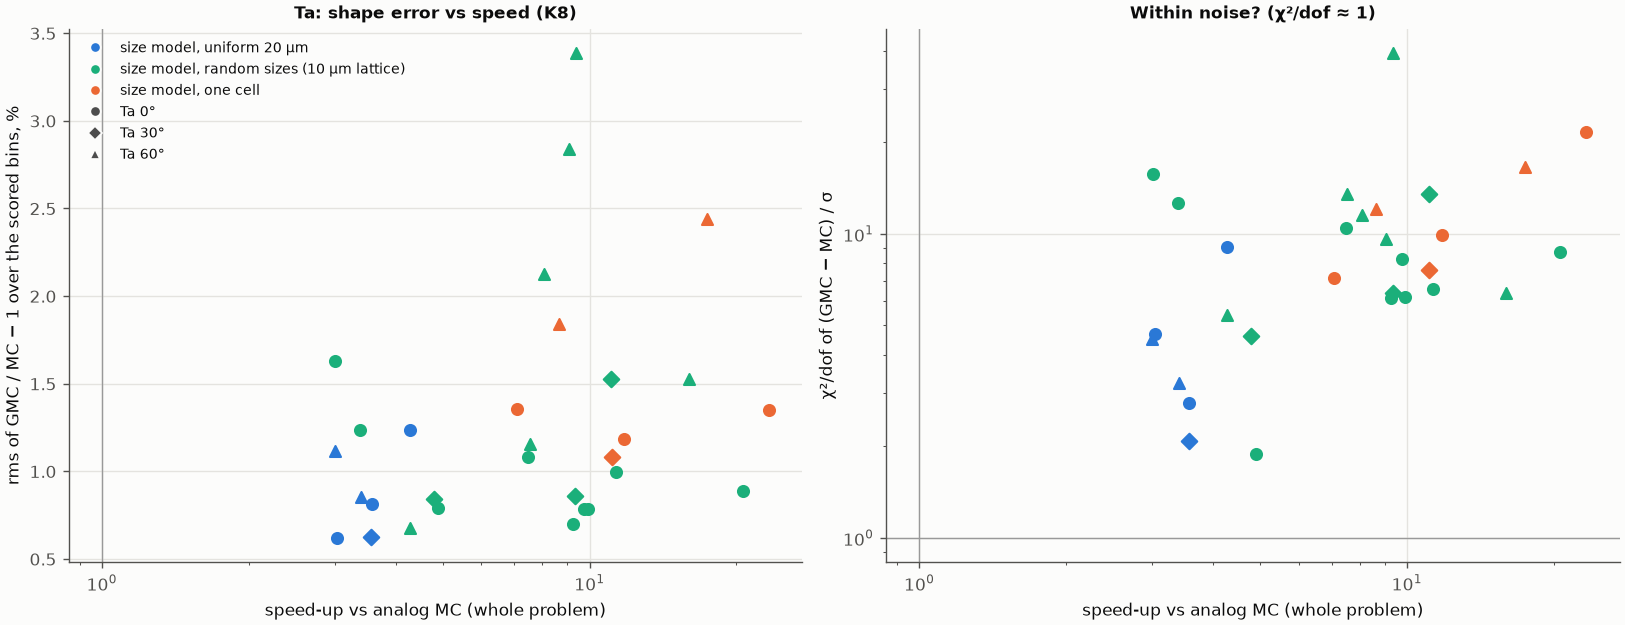 Ta: shape error vs speed (K8)
rms of GMC / MC − 1 over the scored bins, %
3.5
3.0
2.5
2.0
1.5
1.0
0.5
size model, uniform 20 µm
size model, random sizes (10 µm lattice)
size model, one cell
Ta 0°
Ta 30°
Ta 60°
10⁰
10¹
speed-up vs analog MC (whole problem)
Within noise? (χ²/dof ≈ 1)
χ²/dof of (GMC − MC) / σ
10¹
10⁰
10⁰
10¹
speed-up vs analog MC (whole problem)